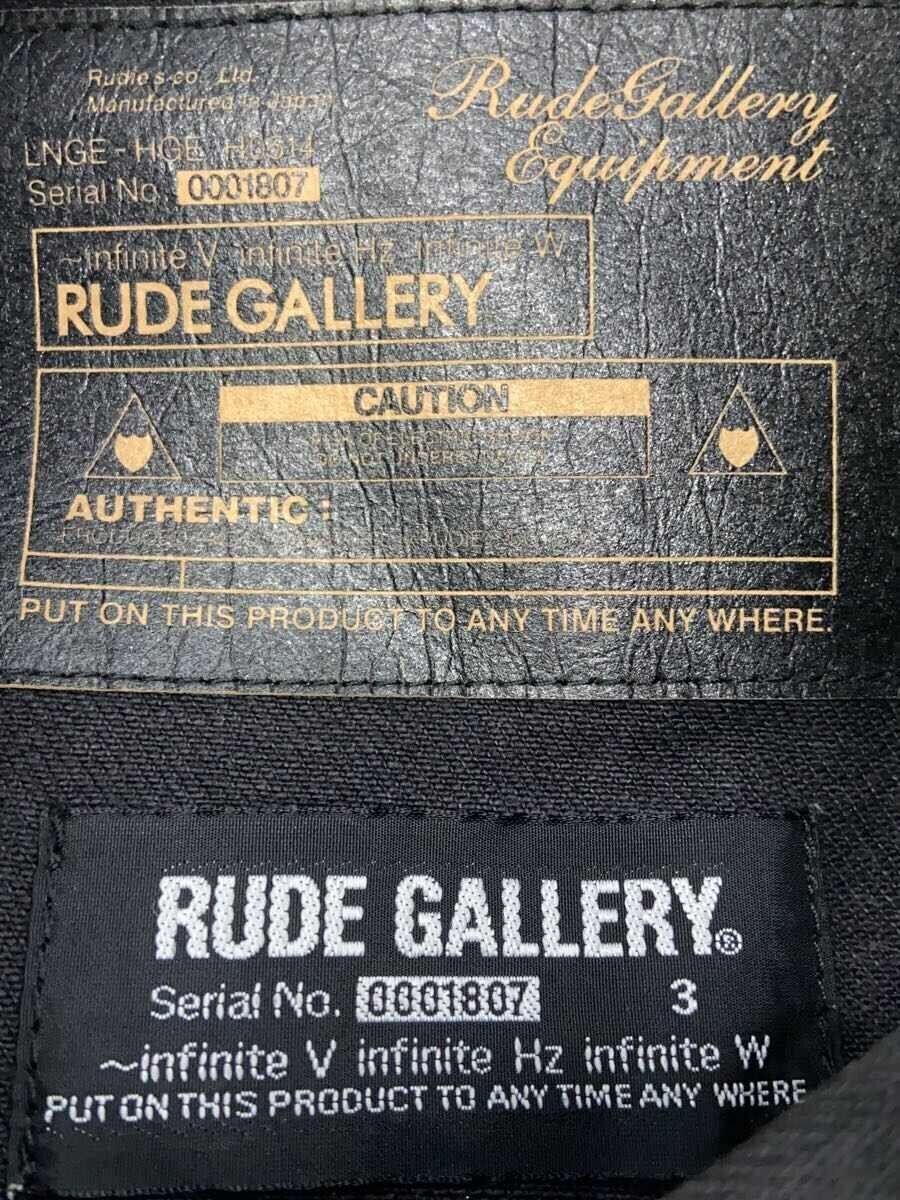 Rudie's co. Ltd.
Manufactured in Japan
Rude Gallery
Equipment
LNGE - HGE
Serial No. 0001807
~infinite V infinite Hz infinite W
RUDE GALLERY
CAUTION
AUTHENTIC :
PUT ON THIS PRODUCT TO ANY TIME ANY WHERE.
RUDE GALLERY®
Serial No. 0001807 3
~infinite V infinite Hz infinite W
PUT ON THIS PRODUCT TO ANY TIME ANY WHERE